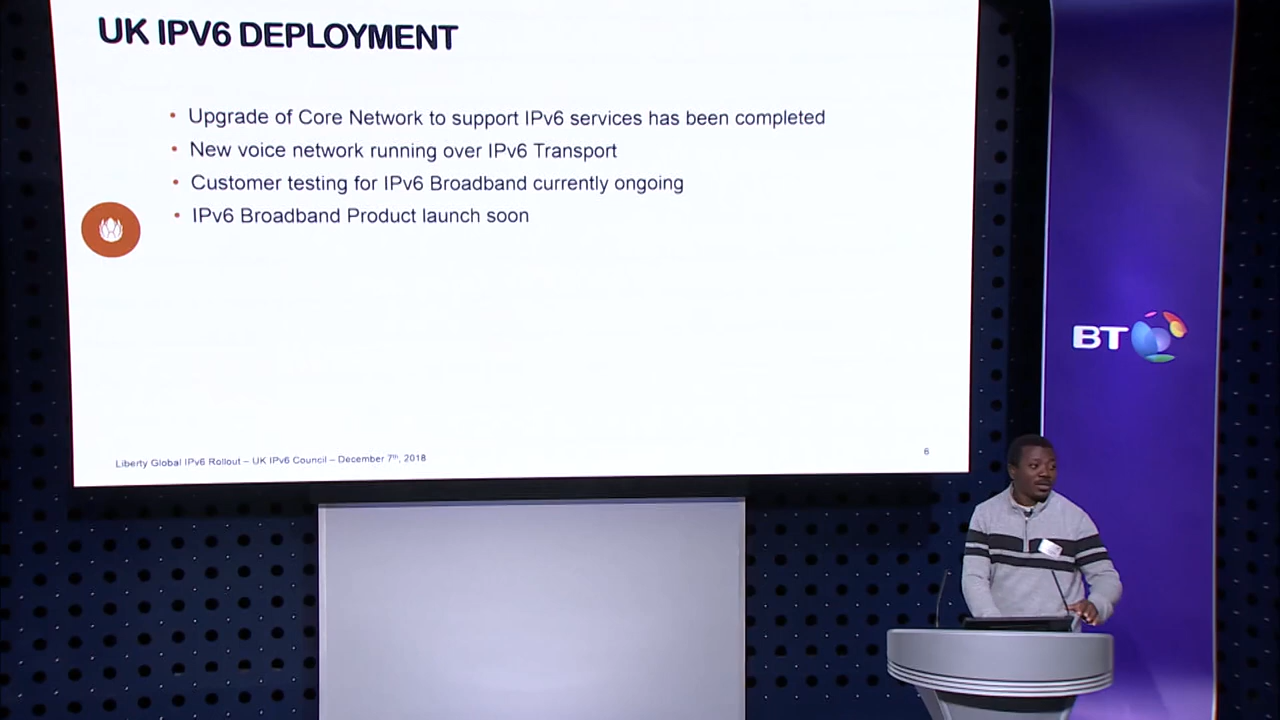 UK IPV6 DEPLOYMENT
• Upgrade of Core Network to support IPv6 services has been completed
• New voice network running over IPv6 Transport
• Customer testing for IPv6 Broadband currently ongoing
• IPv6 Broadband Product launch soon
Liberty Global IPv6 Rollout – UK IPv6 Council – December 7th, 2018
6
BT